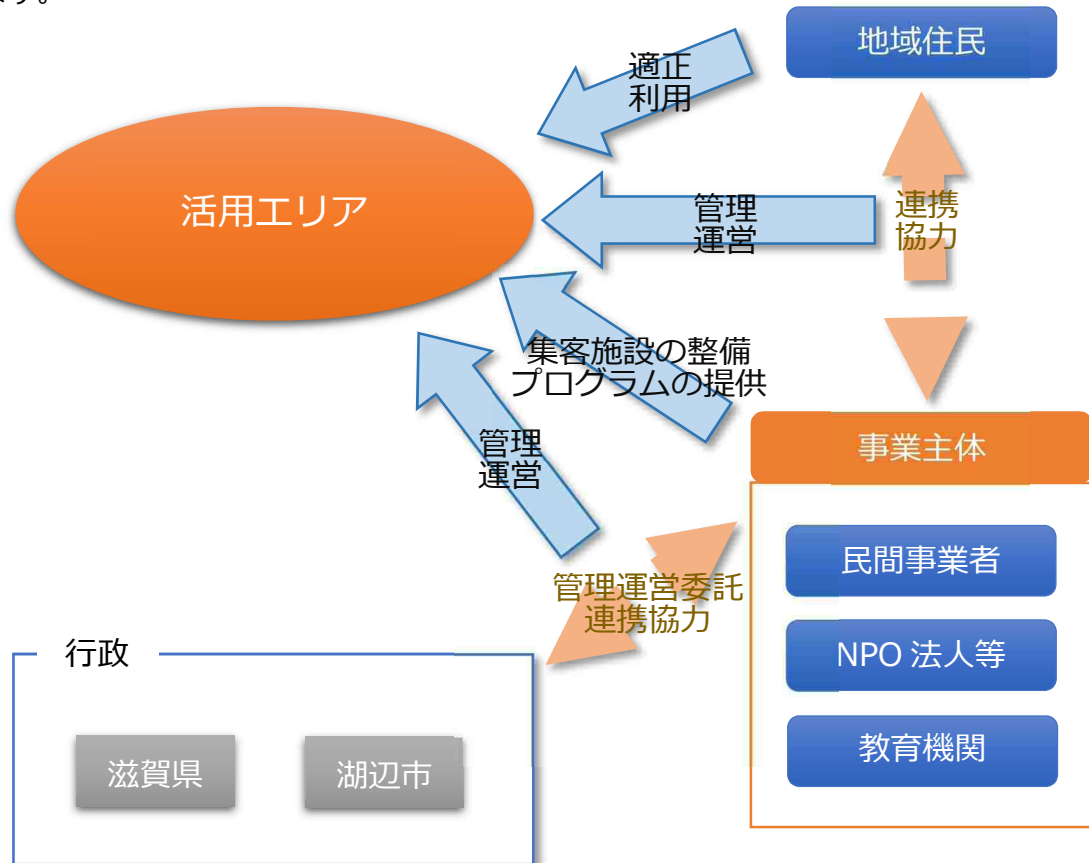 ます。
地域住民
適正
利用
活用エリア
管理
運営
連携
協力
集客施設の整備
プログラムの提供
事業主体
管理
運営
民間事業者
管理運営委託
連携協力
NPO 法人等
行政
教育機関
滋賀県
湖辺市